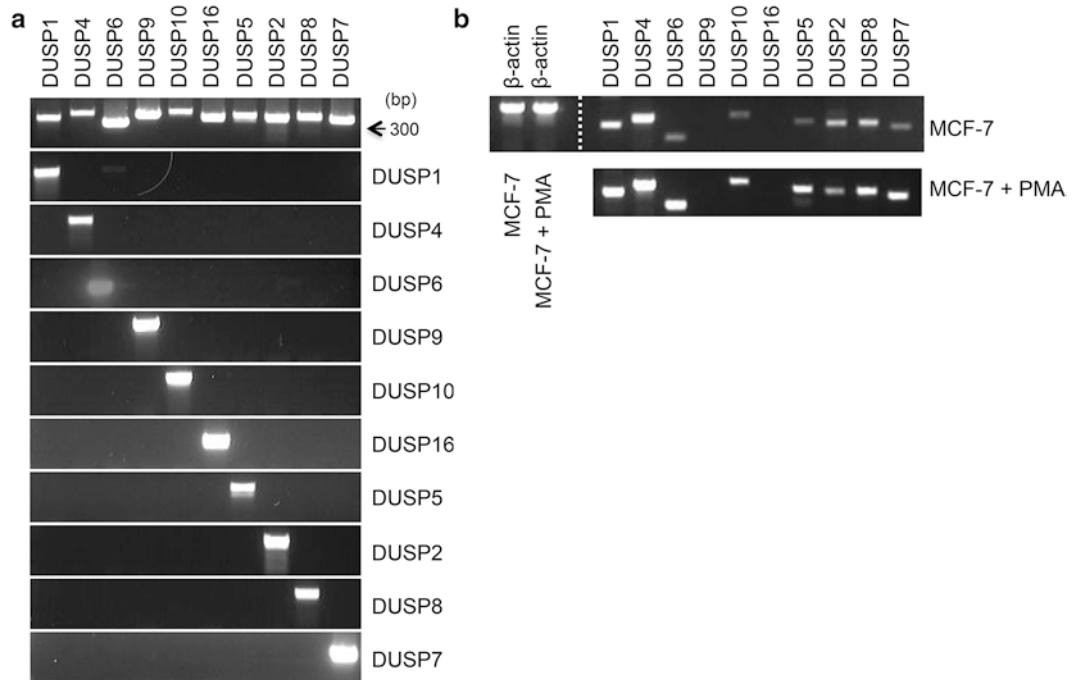 a
DUSP1
DUSP4
DUSP6
DUSP9
DUSP10
DUSP16
DUSP5
DUSP2
DUSP8
DUSP7
(bp)
300
DUSP1
DUSP4
DUSP6
DUSP9
DUSP10
DUSP16
DUSP5
DUSP2
DUSP8
DUSP7
b
β-actin
β-actin
DUSP1
DUSP4
DUSP6
DUSP9
DUSP10
DUSP16
DUSP5
DUSP2
DUSP8
DUSP7
MCF-7
MCF-7 + PMA
MCF-7
MCF-7 + PMA